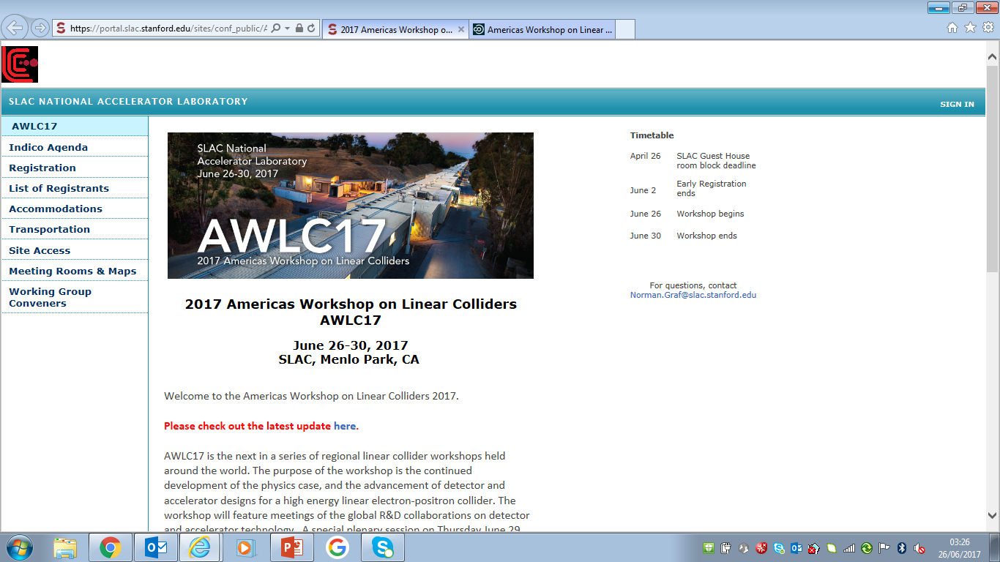 https://portal.slac.stanford.edu/sites/conf_public/A
2017 Americas Workshop o...
Americas Workshop on Linear ...
SLAC NATIONAL ACCELERATOR LABORATORY
SIGN IN
AWLC17
Indico Agenda
Registration
List of Registrants
Accommodations
Transportation
Site Access
Meeting Rooms & Maps
Working Group
Conveners
SLAC National
Accelerator Laboratory
June 26-30, 2017
AWLC17
2017 Americas Workshop on Linear Colliders
2017 Americas Workshop on Linear Colliders
AWLC17
June 26-30, 2017
SLAC, Menlo Park, CA
Welcome to the Americas Workshop on Linear Colliders 2017.
Please check out the latest update here.
AWLC17 is the next in a series of regional linear collider workshops held
around the world. The purpose of the workshop is the continued
development of the physics case, and the advancement of detector and
accelerator designs for a high energy linear electron-positron collider. The
workshop will feature meetings of the global R&D collaborations on detector
and accelerator technology. A special plenary session on Thursday June 29
Timetable
April 26 SLAC Guest House
room block deadline
June 2 Early Registration
ends
June 26 Workshop begins
June 30 Workshop ends
For questions, contact
Norman.Graf@slac.stanford.edu
03:26
26/06/2017